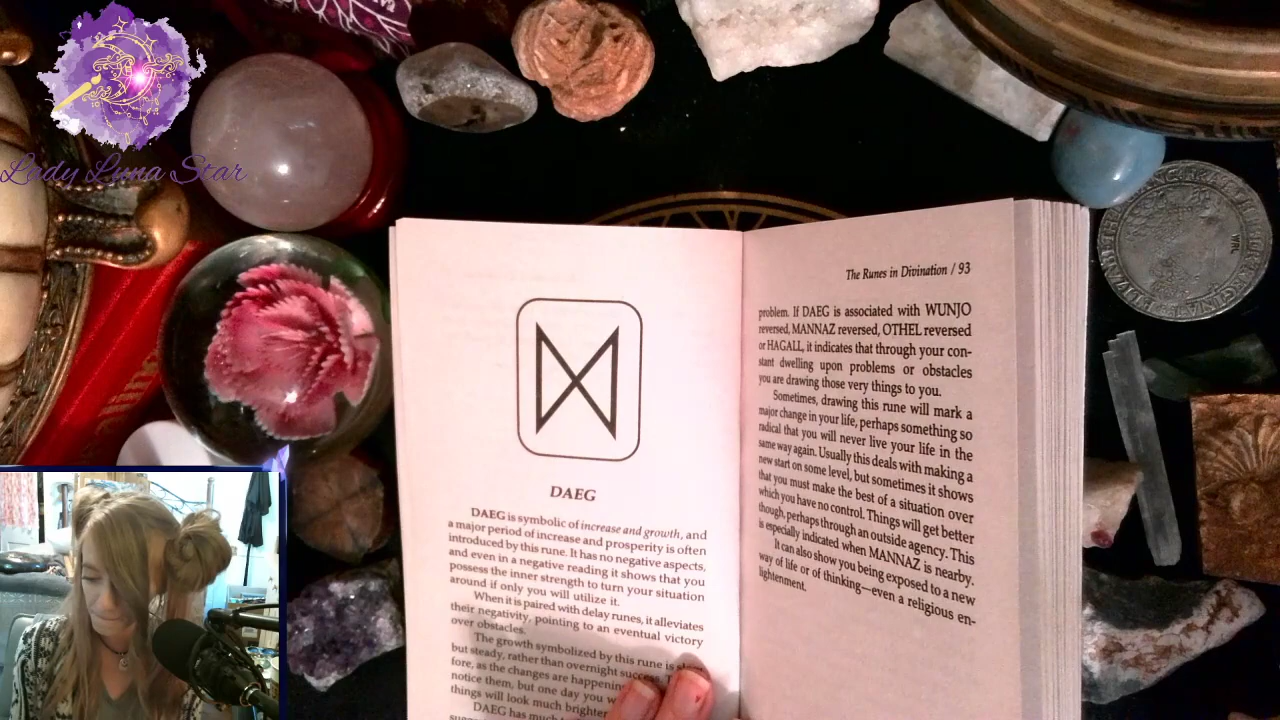 Lady Luna Star
DAEG
DAEG is symbolic of increase and growth, and
a major period of increase and prosperity is often
introduced by this rune. It has no negative aspects,
and even in a negative reading it shows that you
possess the inner strength to turn your situation
around if only you will utilize it.
When it is paired with delay runes, it alleviates
their negativity, pointing to an eventual victory
over obstacles.
The growth symbolized by this rune is
but steady, rather than overnight success.
fore, as the changes are happening
notice them, but one day you
things will look much brighter
DAEG has much
The Runes in Divination / 93
problem. If DAEG is associated with WUNJO
reversed, MANNAZ reversed, OTHEL reversed
or HAGALL, it indicates that through your con-
stant dwelling upon problems or obstacles
you are drawing those very things to you.
Sometimes, drawing this rune will mark a
major change in your life, perhaps something so
radical that you will never live your life in the
same way again. Usually this deals with making a
new start on some level, but sometimes it shows
that you must make the best of a situation over
which you have no control. Things will get better
though, perhaps through an outside agency. This
is especially indicated when MANNAZ is nearby.
It can also show you being exposed to a new
way of life or of thinking—even a religious en-
lightenment.
WRL